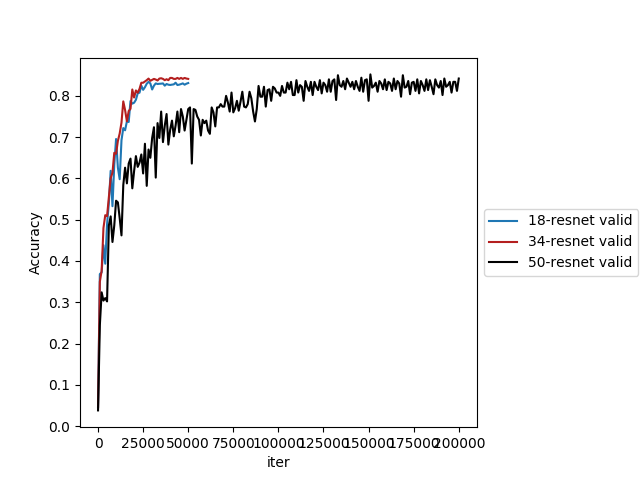 0.8
0.7
0.6
0.5
0.4
0.3
0.2
0.1
0.0
Accuracy
0 25000 50000 75000 100000 125000 150000 175000 200000
iter
18-resnet valid
34-resnet valid
50-resnet valid